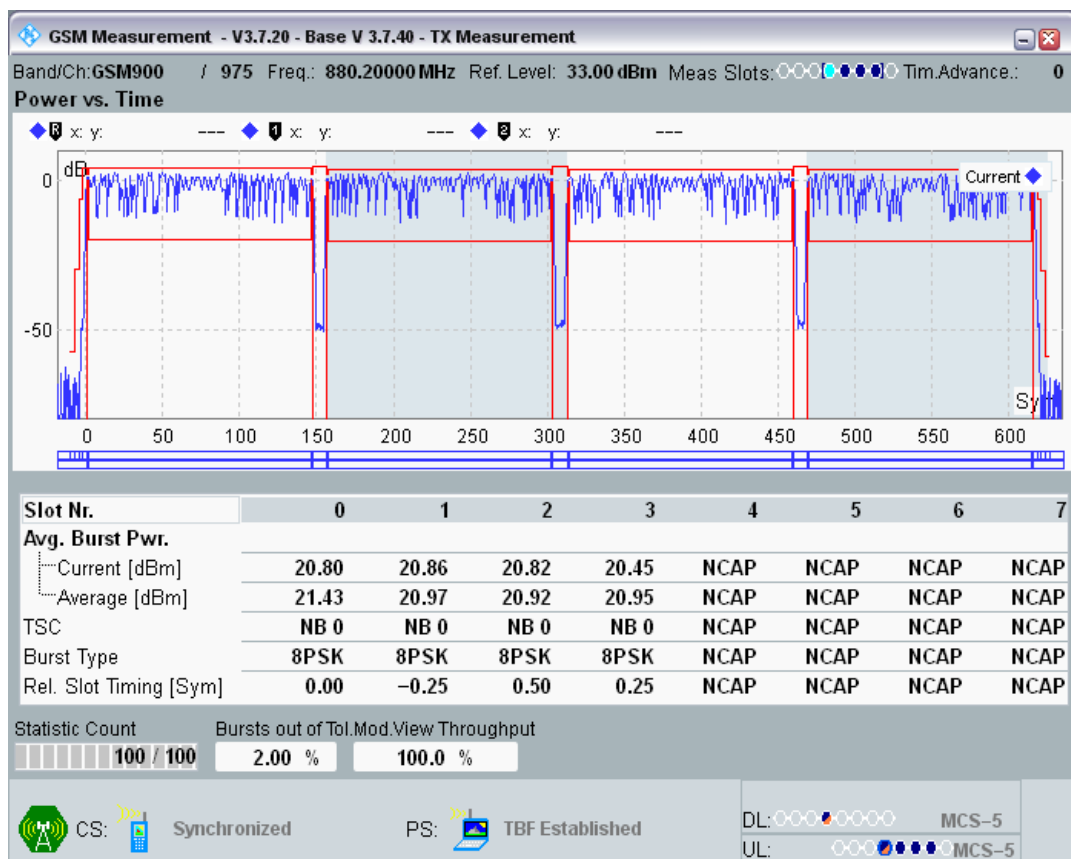 GSM Measurement - V3.7.20 - Base V 3.7.40 - TX Measurement
Band/Ch:GSM900 / 975 Freq.: 880.20000 MHz Ref. Level: 33.00 dBm Meas Slots: Tim.Advance.: 0
Power vs. Time
R x: y: --- 1 x: y: --- 2 x: y: ---
dB
Current
0
-50
0 50 100 150 200 250 300 350 400 450 500 550 600
Slot Nr. 0 1 2 3 4 5 6 7
Avg. Burst Pwr.
Current [dBm] 20.80 20.86 20.82 20.45 NCAP NCAP NCAP NCAP
Average [dBm] 21.43 20.97 20.92 20.95 NCAP NCAP NCAP NCAP
TSC NB 0 NB 0 NB 0 NB 0 NCAP NCAP NCAP NCAP
Burst Type 8PSK 8PSK 8PSK 8PSK NCAP NCAP NCAP NCAP
Rel. Slot Timing [Sym] 0.00 −0.25 0.50 0.25 NCAP NCAP NCAP NCAP
Statistic Count Bursts out of Tol.Mod.View Throughput
100 / 100 2.00 % 100.0 %
CS: Synchronized PS: TBF Established
DL: MCS−5
UL: MCS−5